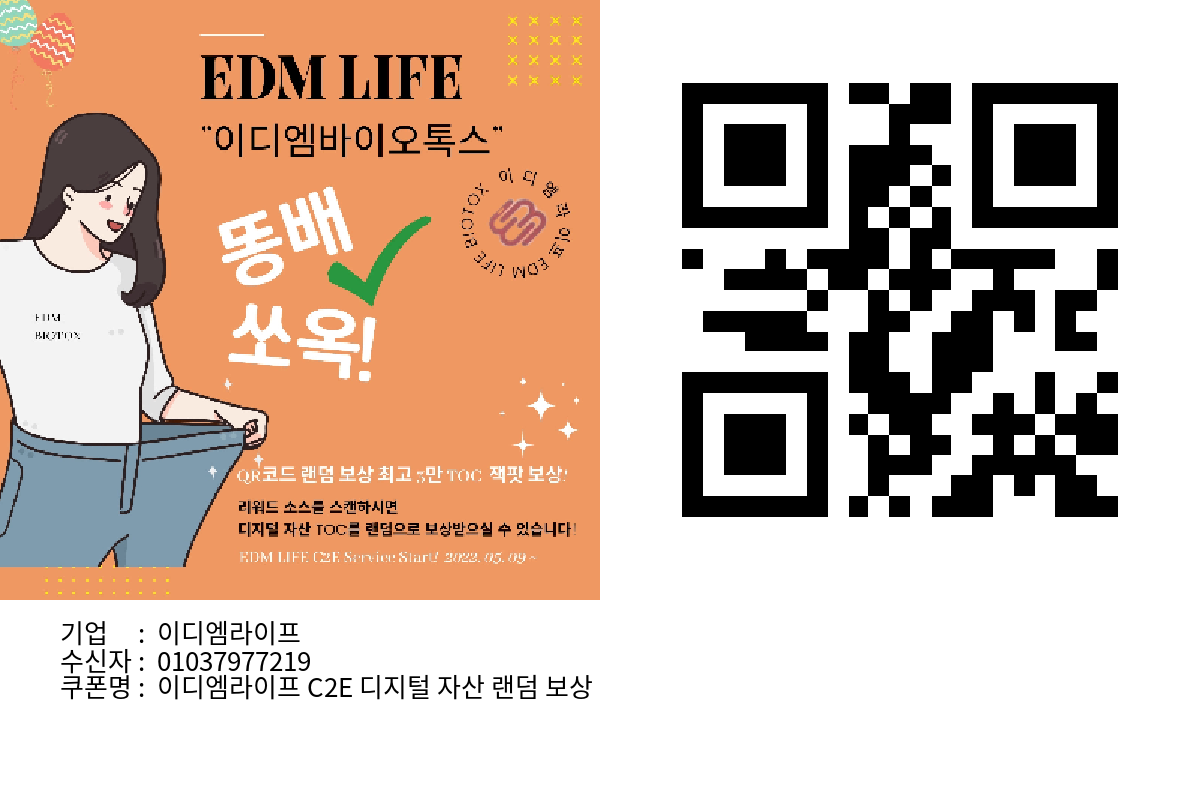 EDM LIFE
"이디엠바이오톡스"
이디엠라이프 EDM LIFE BIOTOX
똥배
쏘옥!
EDM
BIOTOX
QR코드 랜덤 보상 최고 5만 TOC 잭팟 보상!
리워드 소스를 스캔하시면
디지털 자산 TOC를 랜덤으로 보상받으실 수 있습니다!
EDM LIFE C2E Service Start! 2022. 05. 09 ~
기업 : 이디엠라이프
수신자 : 01037977219
쿠폰명 : 이디엠라이프 C2E 디지털 자산 랜덤 보상